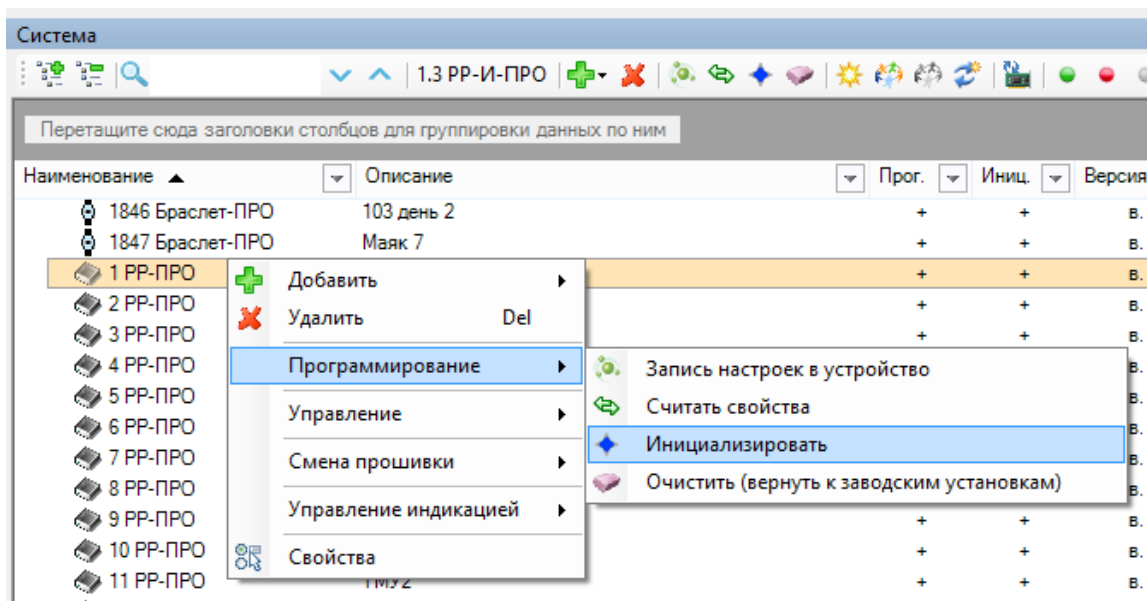 Система
1.3 РР-И-ПРО
Перетащите сюда заголовки столбцов для группировки данных по ним
Наименование Описание Прог. Иниц. Версия
1846 Браслет-ПРО 103 день 2 + + в.
1847 Браслет-ПРО Маяк 7 + + в.
1 РР-ПРО + + в.
2 РР-ПРО + + в.
3 РР-ПРО + + в.
4 РР-ПРО в.
5 РР-ПРО в.
6 РР-ПРО в.
7 РР-ПРО в.
8 РР-ПРО в.
9 РР-ПРО + + в.
10 РР-ПРО + + в.
11 РР-ПРО ТМУ2 + + в.
Добавить
Удалить Del
Программирование
Управление
Смена прошивки
Управление индикацией
Свойства
Запись настроек в устройство
Считать свойства
Инициализировать
Очистить (вернуть к заводским установкам)